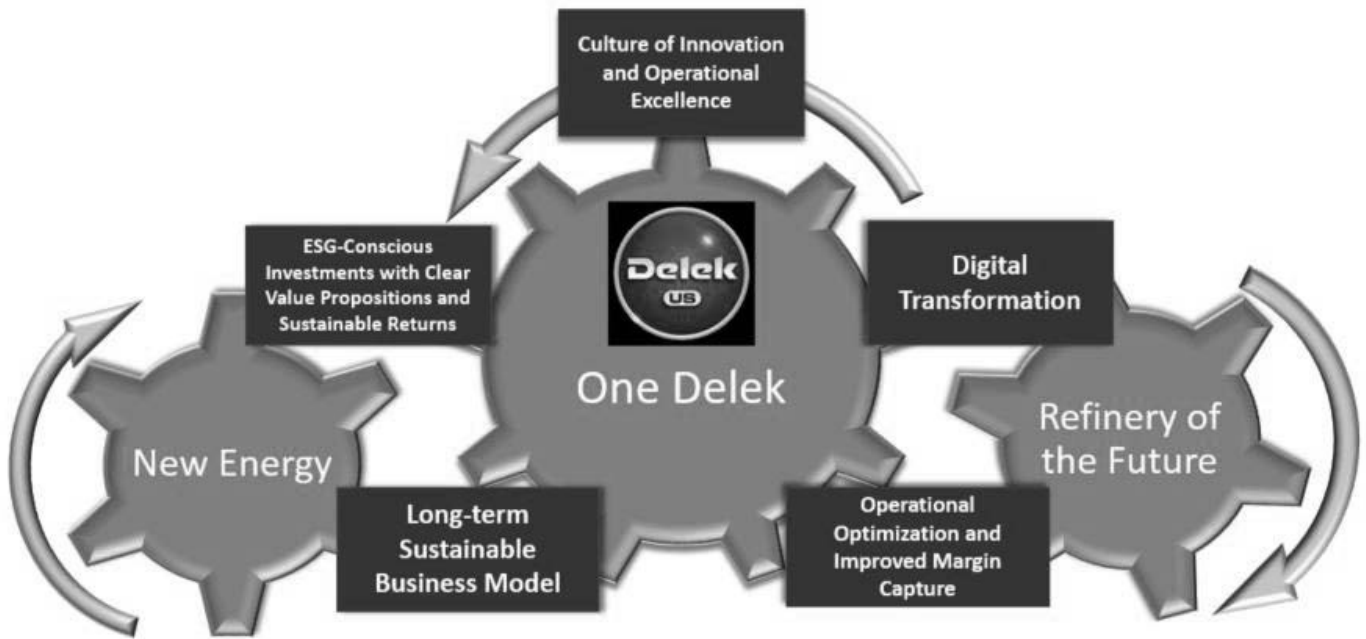 Culture of Innovation
and Operational
Excellence
ESG-Conscious
Investments with Clear
Value Propositions and
Sustainable Returns
Delek
US
Digital
Transformation
One Delek
New Energy
Refinery of
the Future
Long-term
Sustainable
Business Model
Operational
Optimization and
Improved Margin
Capture